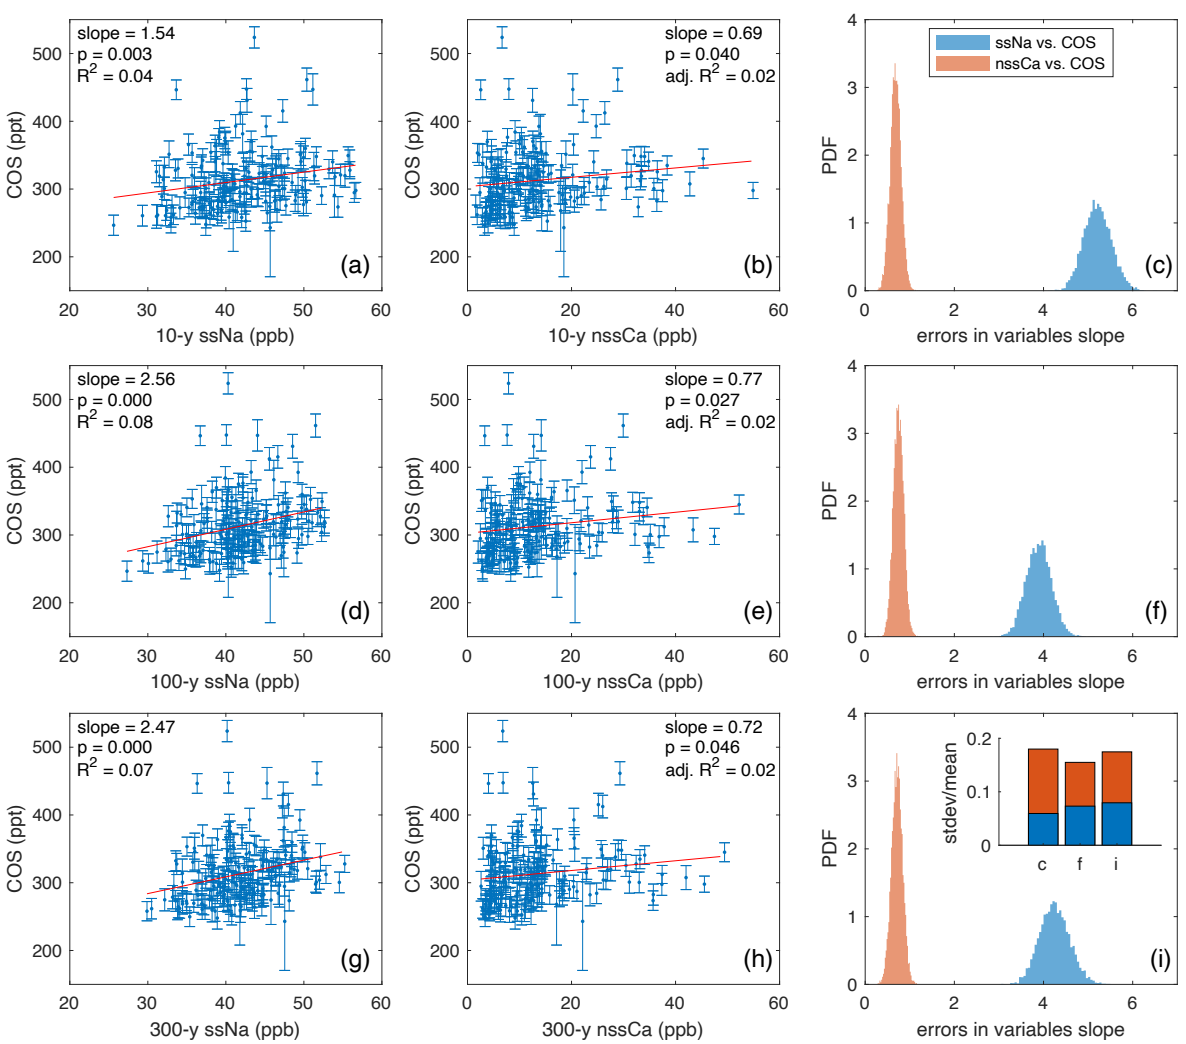 slope = 1.54
p = 0.003
R² = 0.04
COS (ppt)
500
400
300
200
(a)
20 30 40 50 60
10-y ssNa (ppb)
slope = 0.69
p = 0.040
adj. R² = 0.02
COS (ppt)
500
400
300
200
(b)
0 20 40 60
10-y nssCa (ppb)
ssNa vs. COS
nssCa vs. COS
PDF
4
3
2
1
0
(c)
0 2 4 6
errors in variables slope
slope = 2.56
p = 0.000
R² = 0.08
COS (ppt)
500
400
300
200
(d)
20 30 40 50 60
100-y ssNa (ppb)
slope = 0.77
p = 0.027
adj. R² = 0.02
COS (ppt)
500
400
300
200
(e)
0 20 40 60
100-y nssCa (ppb)
PDF
4
3
2
1
0
(f)
0 2 4 6
errors in variables slope
slope = 2.47
p = 0.000
R² = 0.07
COS (ppt)
500
400
300
200
(g)
20 30 40 50 60
300-y ssNa (ppb)
slope = 0.72
p = 0.046
adj. R² = 0.02
COS (ppt)
500
400
300
200
(h)
0 20 40 60
300-y nssCa (ppb)
PDF
4
3
2
1
0
stdev/mean
0.2
0.1
0
c f i
(i)
0 2 4 6
errors in variables slope